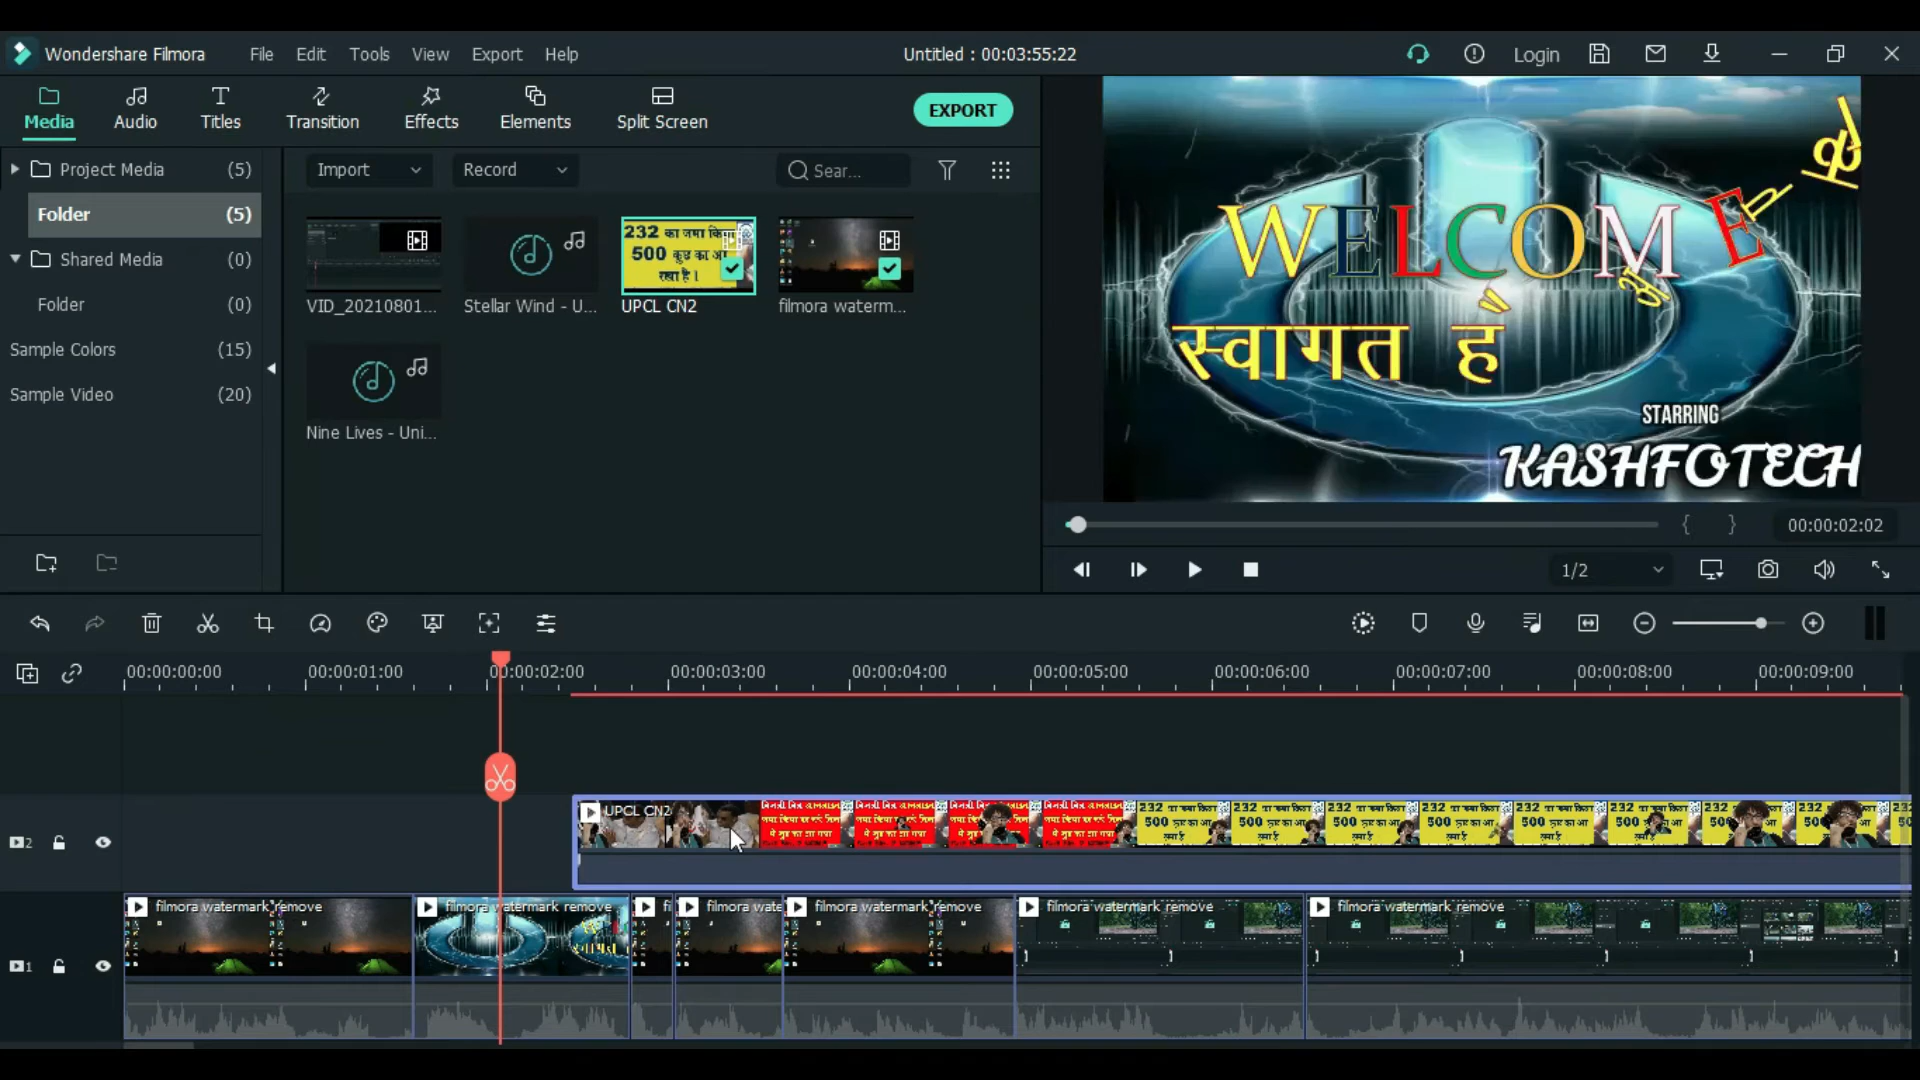 Wondershare Filmora
File Edit Tools View Export Help
Untitled : 00:03:55:22
Login
Media
Audio
Titles
Transition
Effects
Elements
Split Screen
EXPORT
Project Media (5)
Folder (5)
Shared Media (0)
Folder (0)
Sample Colors (15)
Sample Video (20)
Import
Record
Sear...
232 का जमा
500 का आ
रखा है ।
VID_20210801...
Stellar Wind - U...
UPCL CN2
filmora waterm...
Nine Lives - Uni...
WELCOME
स्वागत है
STARRING
KASHFOTECH
{ } 00:00:02:02
1/2
00:00:00:00 00:00:01:00 00:00:02:00 00:00:03:00 00:00:04:00 00:00:05:00 00:00:06:00 00:00:07:00 00:00:08:00 00:00:09:00
2
UPCL CN2
1
filmora watermark remove
filmora watermark remove
fi
filmora wate
filmora watermark remove
filmora watermark remove
filmora watermark remove